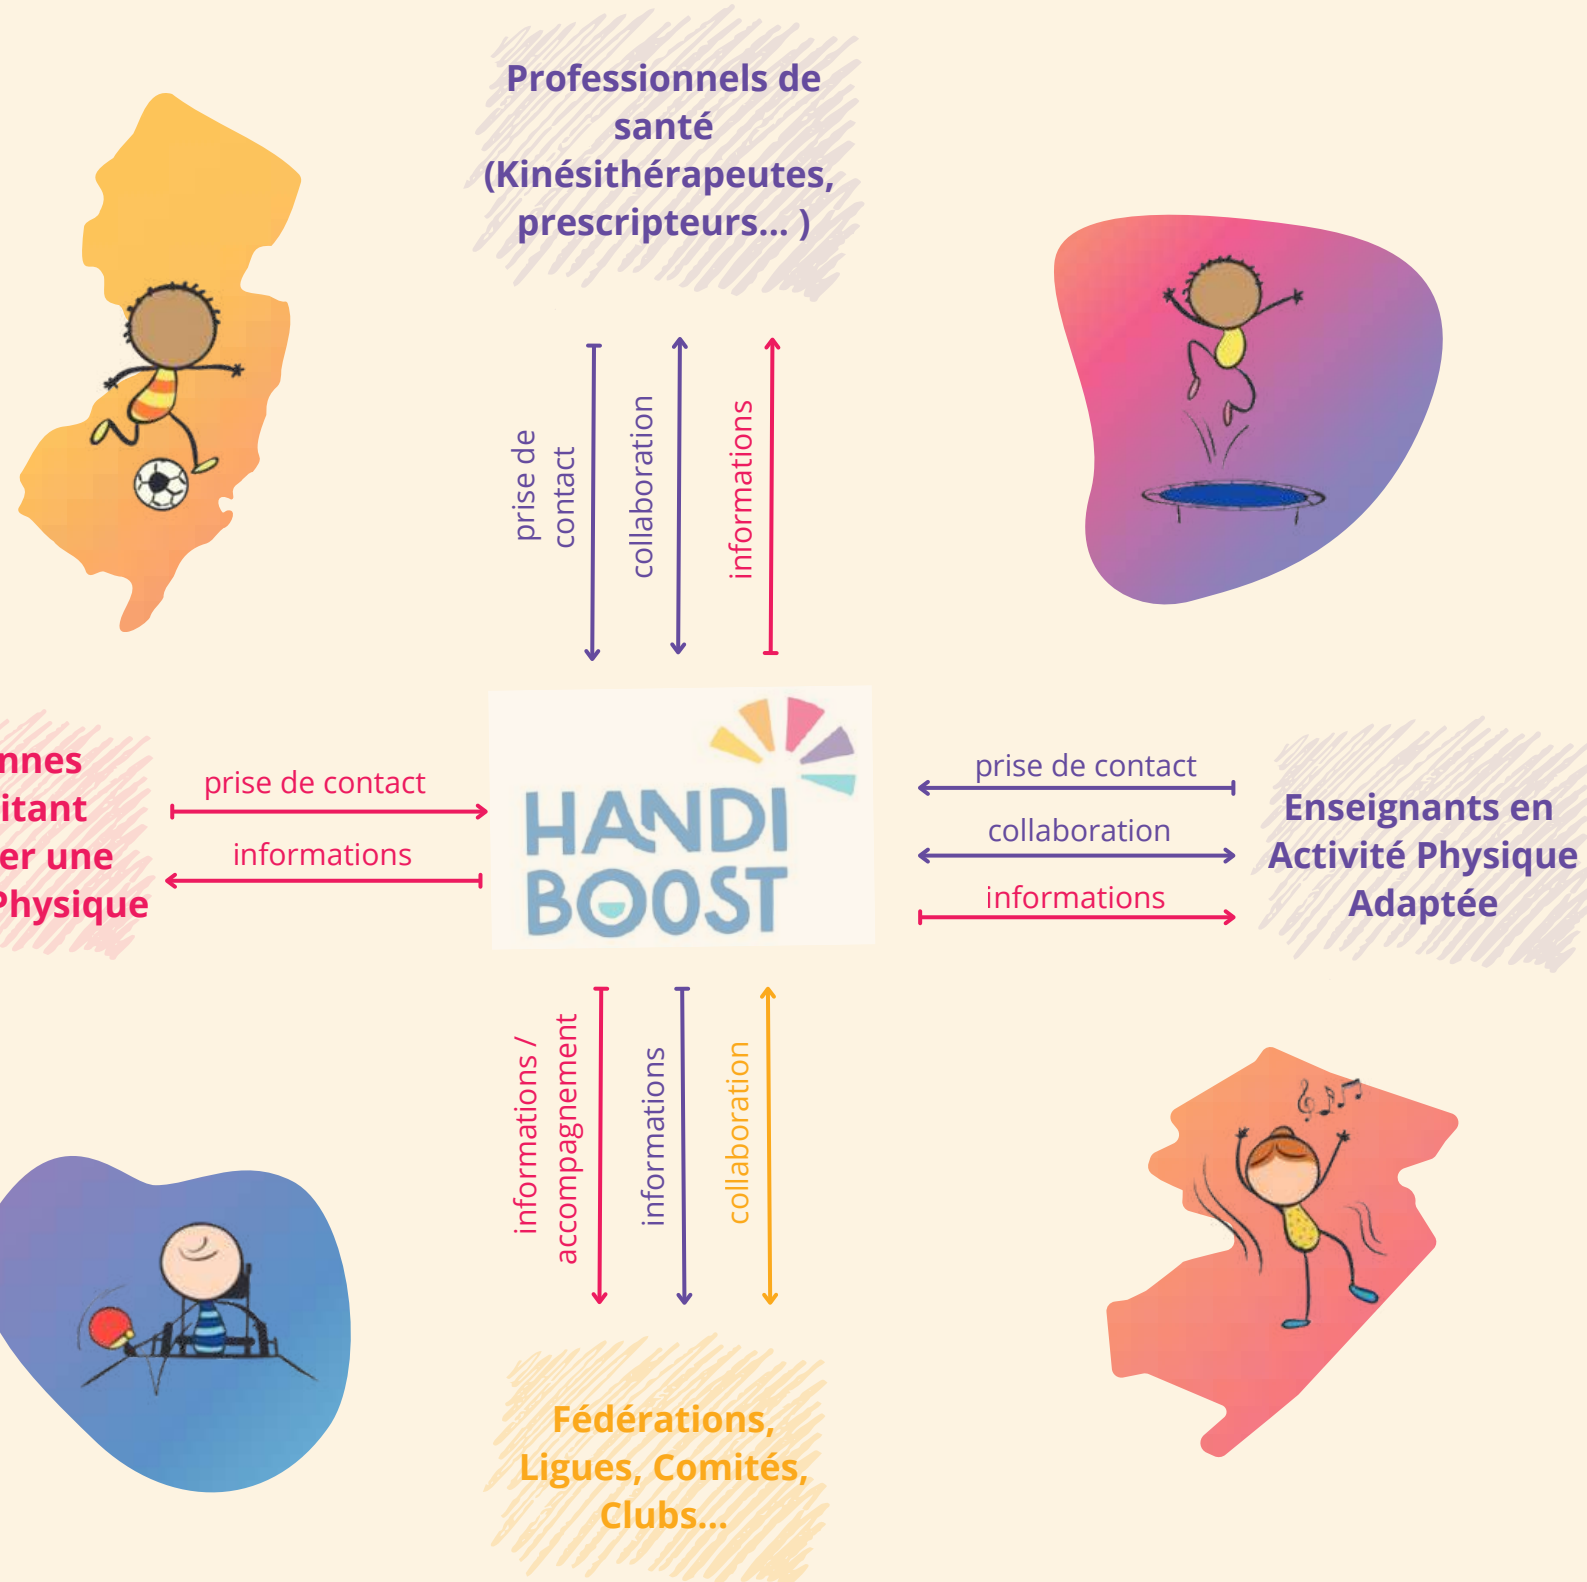 Professionnels de
santé
(Kinésithérapeutes,
prescripteurs... )
prise de
contact
collaboration
informations
nnes
itant
er une
Physique
prise de contact
informations
HANDI
BOOST
prise de contact
collaboration
informations
Enseignants en
Activité Physique
Adaptée
informations /
accompagnement
informations
collaboration
Fédérations,
Ligues, Comités,
Clubs...